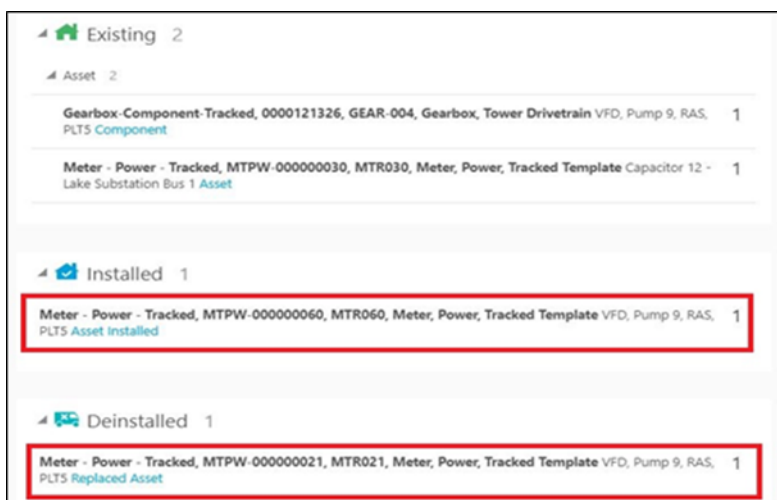 Existing 2
Asset 2
Gearbox-Component-Tracked, 0000121326, GEAR-004, Gearbox, Tower Drivetrain VFD, Pump 9, RAS, 1
PLT5 Component
Meter - Power - Tracked, MTPW-000000030, MTR030, Meter, Power, Tracked Template Capacitor 12 - 1
Lake Substation Bus 1 Asset
Installed 1
Meter - Power - Tracked, MTPW-000000060, MTR060, Meter, Power, Tracked Template VFD, Pump 9, RAS, 1
PLT5 Asset Installed
Deinstalled 1
Meter - Power - Tracked, MTPW-000000021, MTR021, Meter, Power, Tracked Template VFD, Pump 9, RAS, 1
PLT5 Replaced Asset